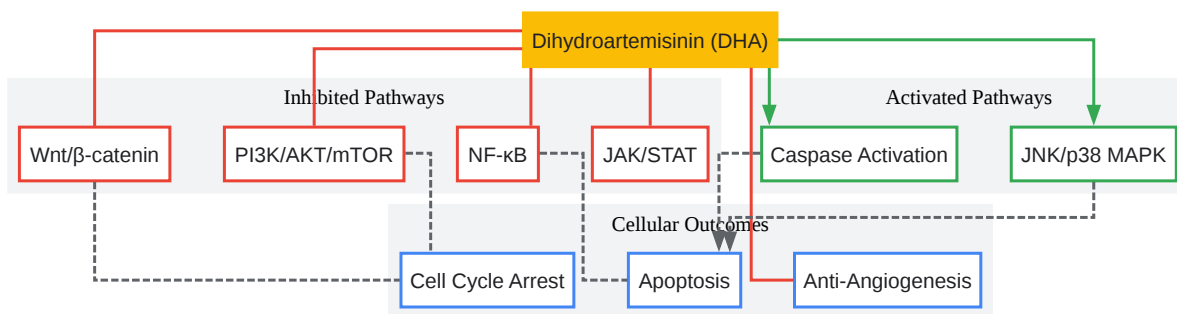 Dihydroartemisinin (DHA)
Inhibited Pathways
Activated Pathways
Wnt/β-catenin
PI3K/AKT/mTOR
NF-κB
JAK/STAT
Caspase Activation
JNK/p38 MAPK
Cellular Outcomes
Cell Cycle Arrest
Apoptosis
Anti-Angiogenesis